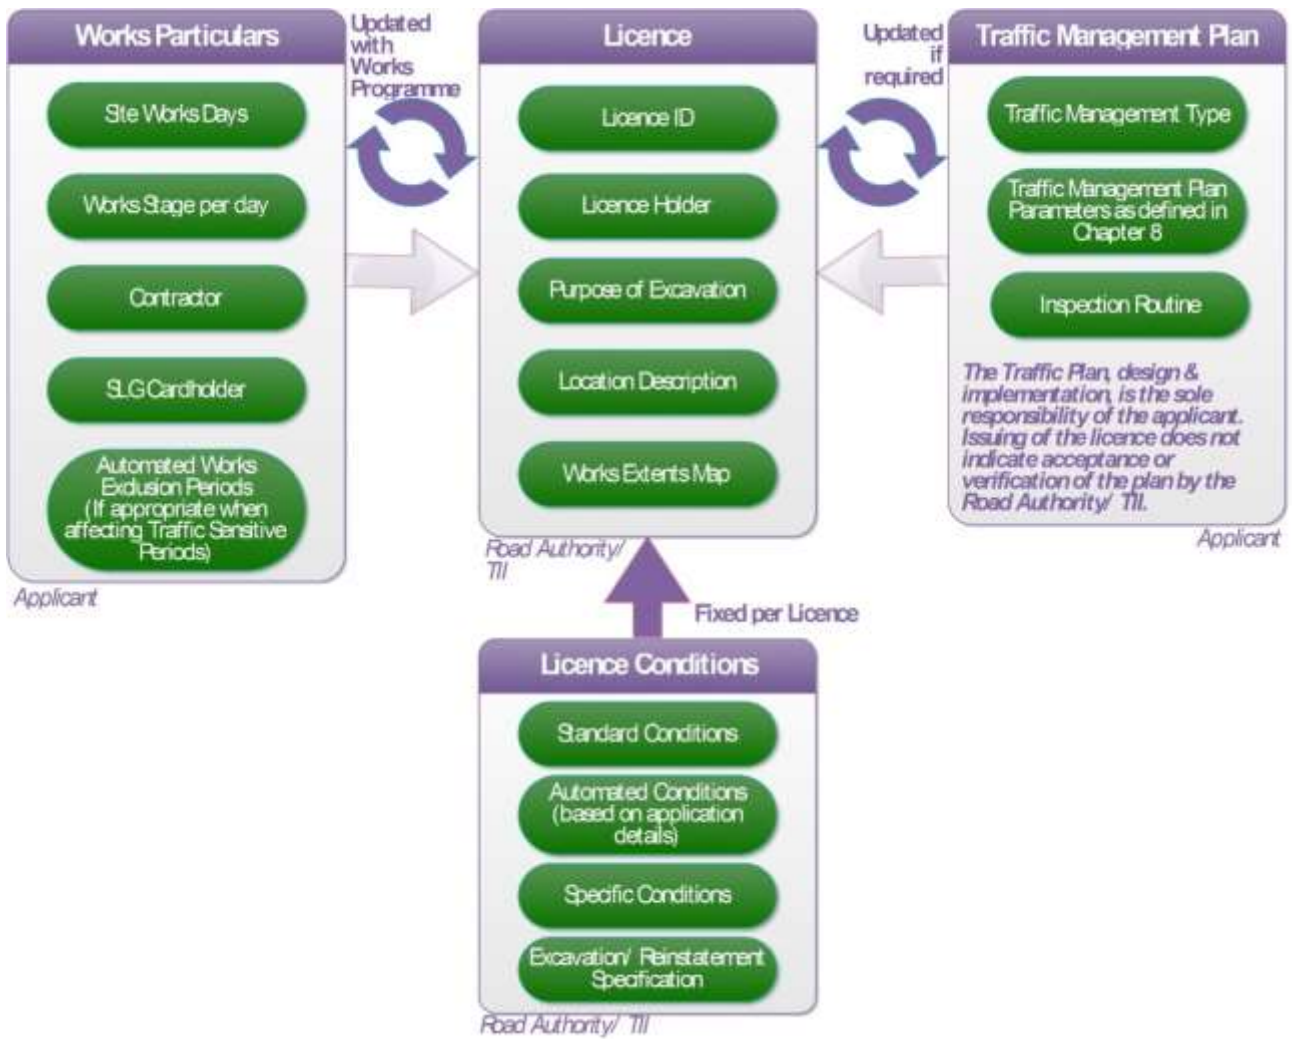 Works Particulars
Site Works Days
Works Stage per day
Contractor
SLG Cardholder
Automated Works
Exclusion Periods
(If appropriate when
affecting Traffic Sensitive
Periods)
Applicant
Updated
with
Works
Programme
Licence
Licence ID
Licence Holder
Purpose of Excavation
Location Description
Works Extents Map
Road Authority/
TII
Updated
if
required
Traffic Management Plan
Traffic Management Type
Traffic Management Plan
Parameters as defined in
Chapter 8
Inspection Routine
The Traffic Plan, design &
implementation, is the sole
responsibility of the applicant.
Issuing of the licence does not
indicate acceptance or
verification of the plan by the
Road Authority/ TII.
Applicant
Fixed per Licence
Licence Conditions
Standard Conditions
Automated Conditions
(based on application
details)
Specific Conditions
Excavation/ Reinstatement
Specification
Road Authority/ TII